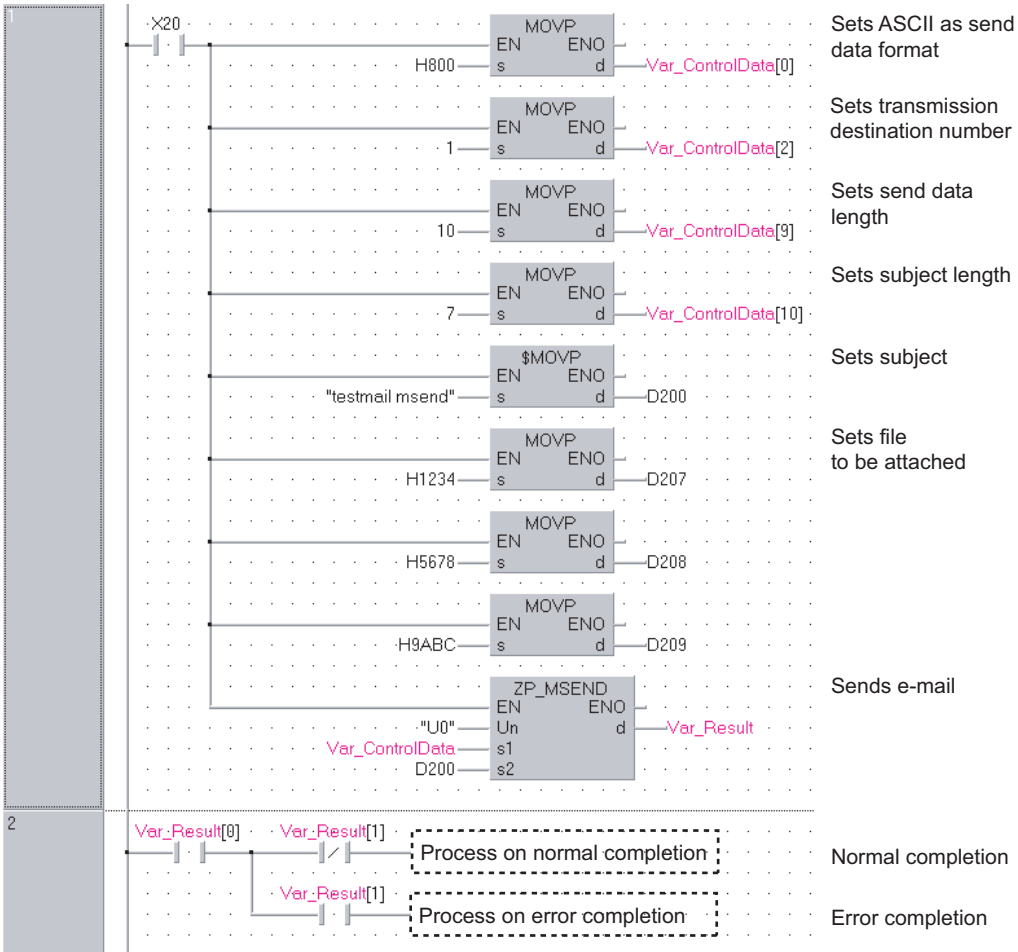 1
X20
MOVP
EN ENO
H800 s d Var_ControlData[0]
Sets ASCII as send
data format
MOVP
EN ENO
1 s d Var_ControlData[2]
Sets transmission
destination number
MOVP
EN ENO
10 s d Var_ControlData[9]
Sets send data
length
MOVP
EN ENO
7 s d Var_ControlData[10]
Sets subject length
$MOVP
EN ENO
"testmail msend" s d D200
Sets subject
MOVP
EN ENO
H1234 s d D207
Sets file
to be attached
MOVP
EN ENO
H5678 s d D208
MOVP
EN ENO
H9ABC s d D209
ZP_MSEND
EN ENO
"U0" Un d Var_Result
Var_ControlData s1
D200 s2
Sends e-mail
2
Var_Result[0] Var_Result[1]
Process on normal completion
Normal completion
Var_Result[1]
Process on error completion
Error completion